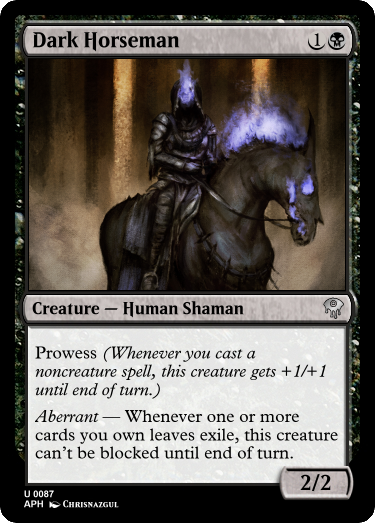 Dark Horseman 1
Creature — Human Shaman
Prowess (Whenever you cast a
noncreature spell, this creature gets +1/+1
until end of turn.)
Aberrant — Whenever one or more
cards you own leaves exile, this creature
can't be blocked until end of turn.
2/2
U 0087
APH Chrisnazgul